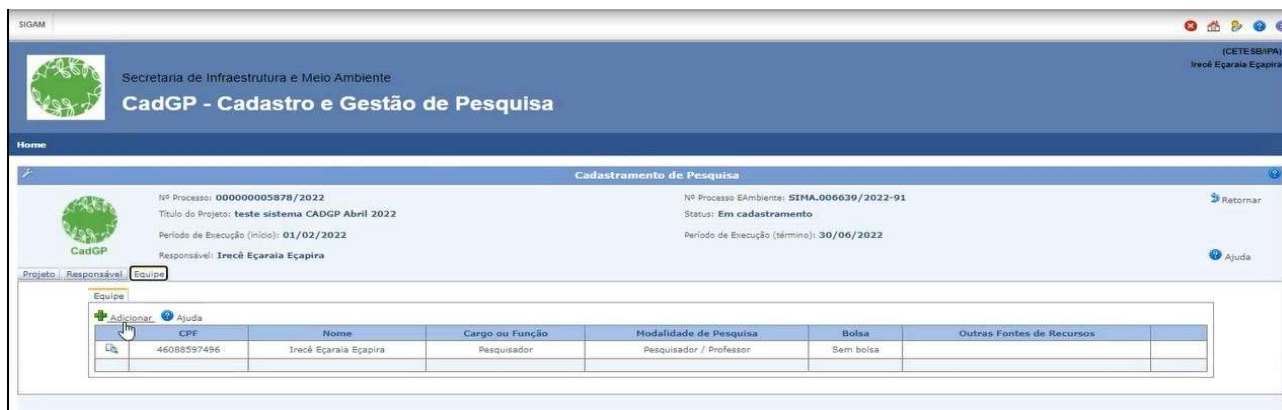 SIGAM
(CETESB/IPA)
Irecê Eçaraia Eçapira
Secretaria de Infraestrutura e Meio Ambiente
CadGP - Cadastro e Gestão de Pesquisa
Home
Cadastramento de Pesquisa
Nº Processo: 000000005878/2022
Nº Processo EAmbiente: SIMA.006639/2022-91
Retornar
Título do Projeto: teste sistema CADGP Abril 2022
Status: Em cadastramento
Período de Execução (início): 01/02/2022
Período de Execução (término): 30/06/2022
CadGP
Responsável: Irecê Eçaraia Eçapira
Ajuda
Projeto Responsável Equipe
Equipe
Adicionar Ajuda
CPF Nome Cargo ou Função Modalidade de Pesquisa Bolsa Outras Fontes de Recursos
46088597496 Irecê Eçaraia Eçapira Pesquisador Pesquisador / Professor Sem bolsa